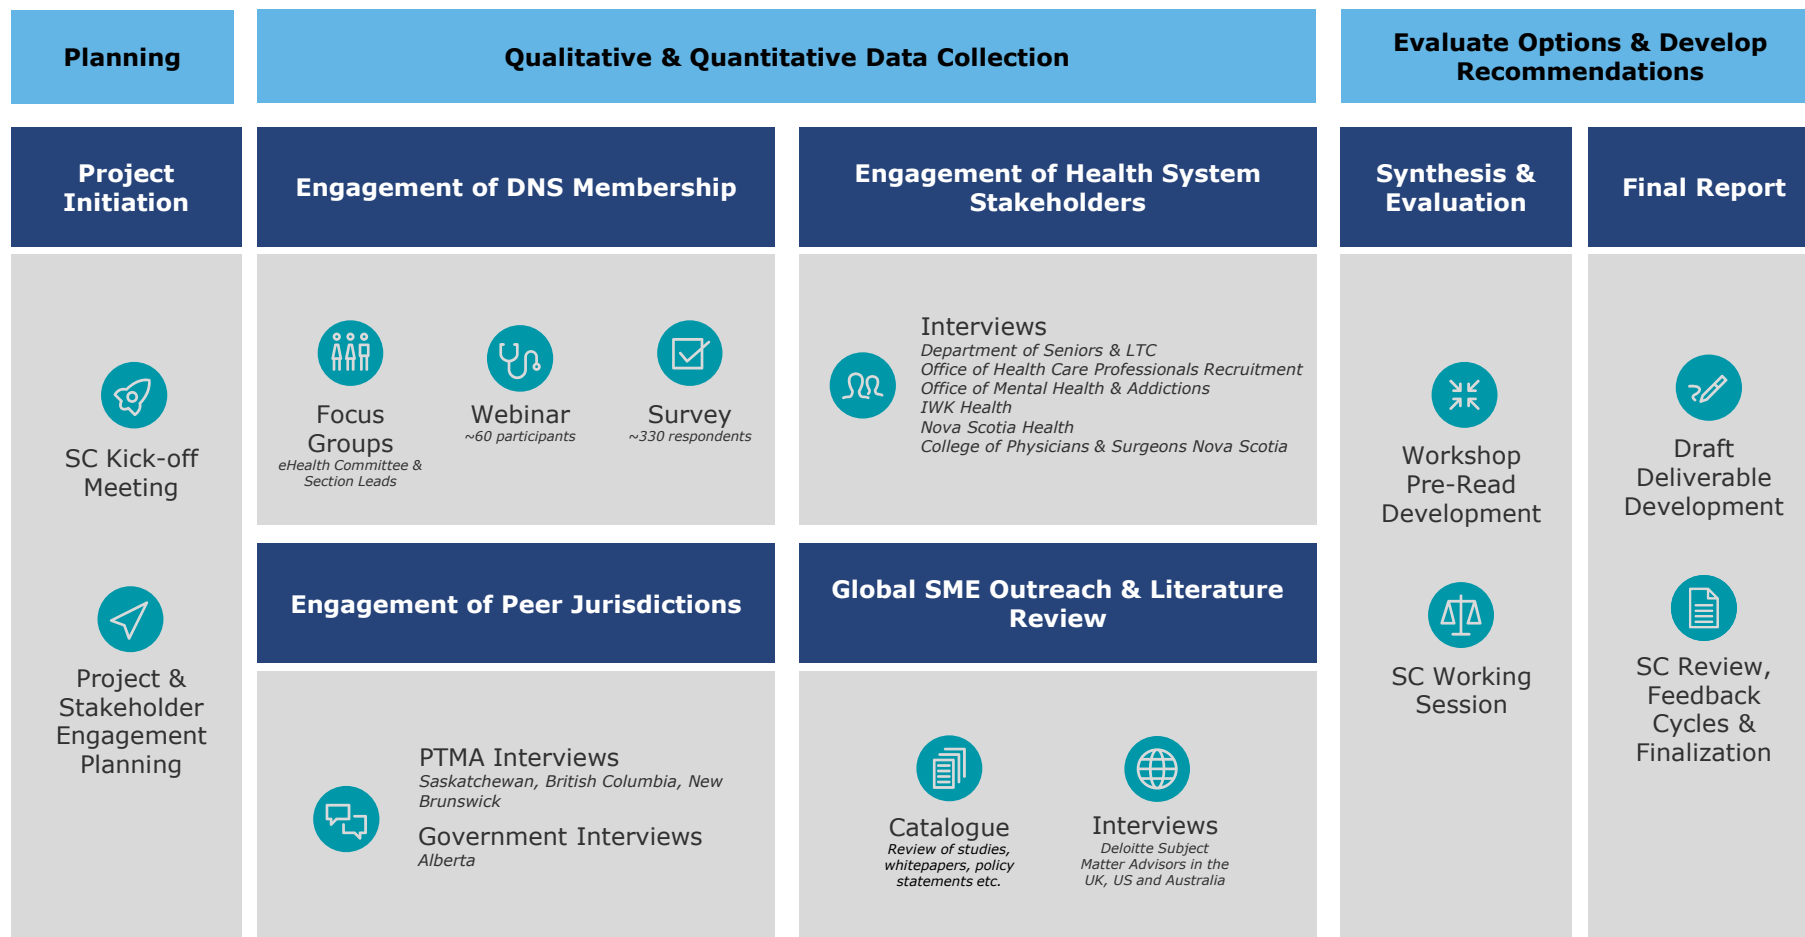 Planning
Qualitative & Quantitative Data Collection
Evaluate Options & Develop
Recommendations
Project
Initiation
Engagement of DNS Membership
Engagement of Health System
Stakeholders
Synthesis &
Evaluation
Final Report
SC Kick-off
Meeting
Project &
Stakeholder
Engagement
Planning
Focus
Groups
eHealth Committee &
Section Leads
Webinar
~60 participants
Survey
~330 respondents
Interviews
Department of Seniors & LTC
Office of Health Care Professionals Recruitment
Office of Mental Health & Addictions
IWK Health
Nova Scotia Health
College of Physicians & Surgeons Nova Scotia
Engagement of Peer Jurisdictions
PTMA Interviews
Saskatchewan, British Columbia, New
Brunswick
Government Interviews
Alberta
Global SME Outreach & Literature
Review
Catalogue
Review of studies,
whitepapers, policy
statements etc.
Interviews
Deloitte Subject
Matter Advisors in the
UK, US and Australia
Workshop
Pre-Read
Development
SC Working
Session
Draft
Deliverable
Development
SC Review,
Feedback
Cycles &
Finalization